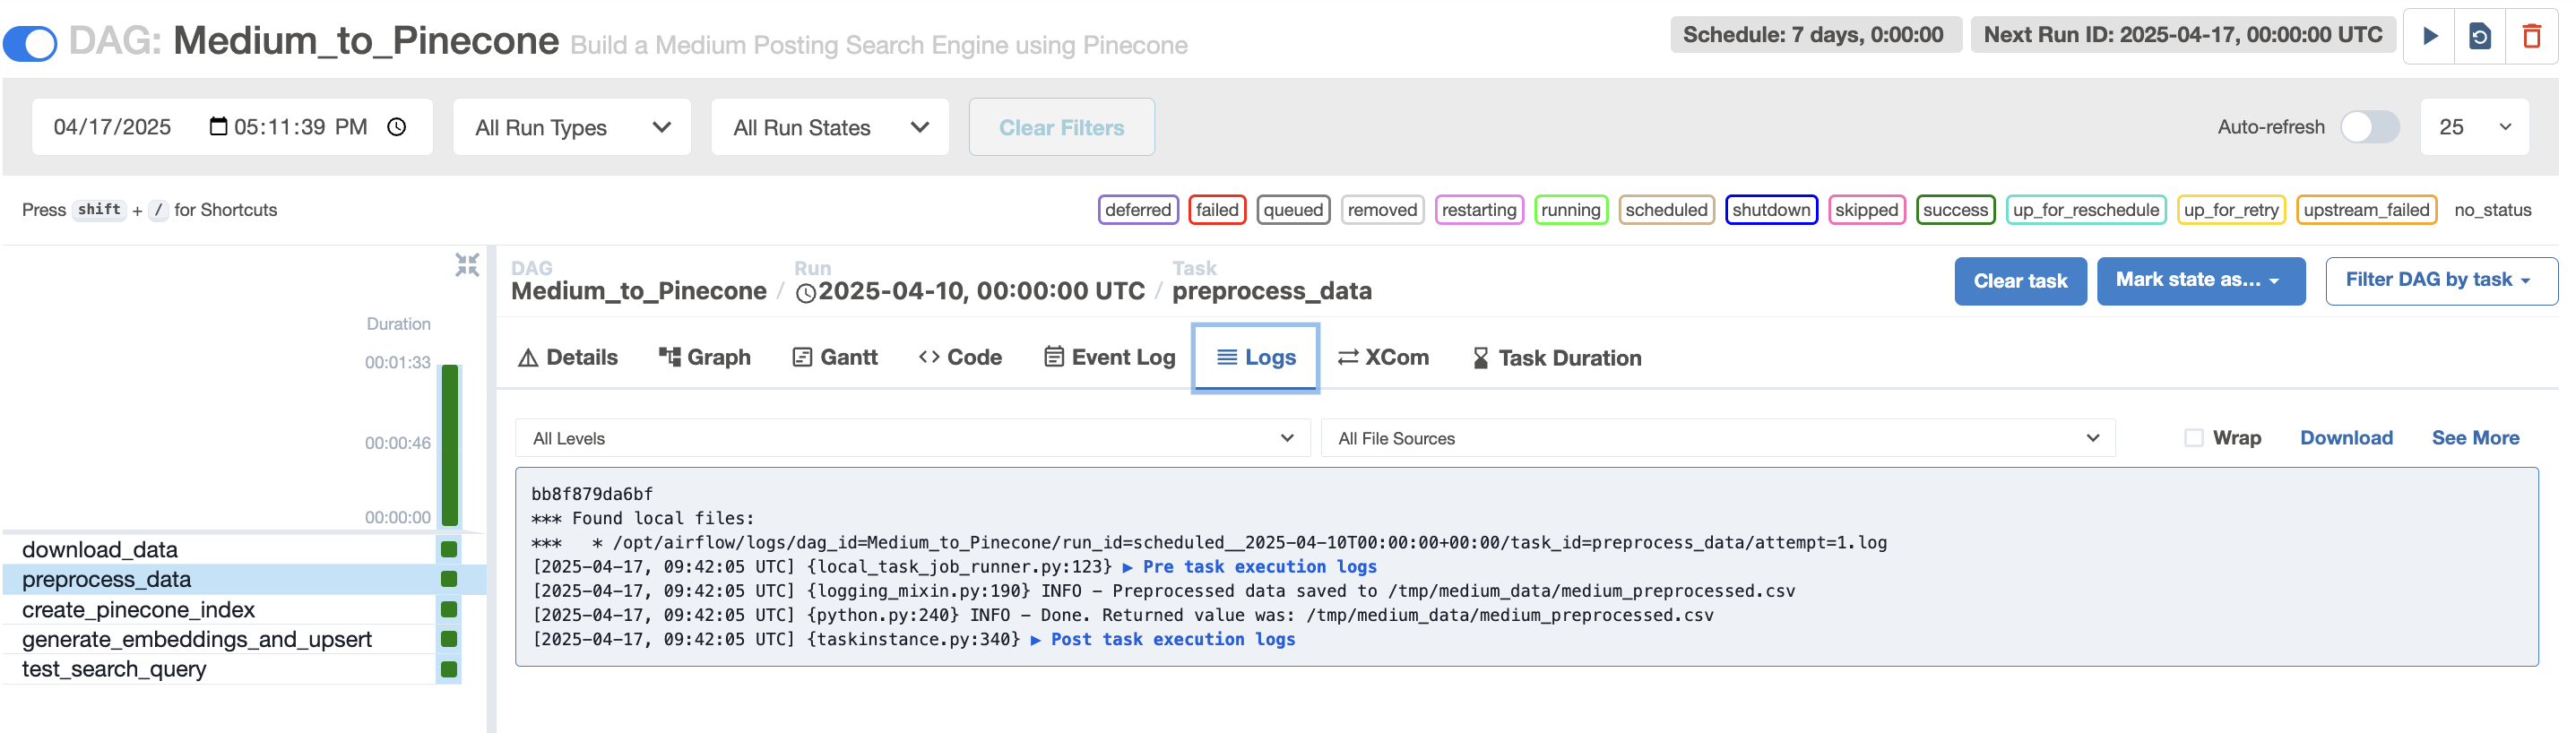 DAG: Medium_to_Pinecone Build a Medium Posting Search Engine using Pinecone
Schedule: 7 days, 0:00:00
Next Run ID: 2025-04-17, 00:00:00 UTC
04/17/2025 05:11:39 PM
All Run Types
All Run States
Clear Filters
Auto-refresh
25
Press shift + / for Shortcuts
deferred failed queued removed restarting running scheduled shutdown skipped success up_for_reschedule up_for_retry upstream_failed no_status
Duration
00:01:33
00:00:46
00:00:00
download_data
preprocess_data
create_pinecone_index
generate_embeddings_and_upsert
test_search_query
DAG Run Task
Medium_to_Pinecone / 2025-04-10, 00:00:00 UTC / preprocess_data
Clear task
Mark state as...
Filter DAG by task
Details Graph Gantt <> Code Event Log Logs XCom Task Duration
All Levels
All File Sources
Wrap
Download
See More
bb8f879da6bf
*** Found local files:
***   * /opt/airflow/logs/dag_id=Medium_to_Pinecone/run_id=scheduled__2025-04-10T00:00:00+00:00/task_id=preprocess_data/attempt=1.log
[2025-04-17, 09:42:05 UTC] {local_task_job_runner.py:123} ▶ Pre task execution logs
[2025-04-17, 09:42:05 UTC] {logging_mixin.py:190} INFO - Preprocessed data saved to /tmp/medium_data/medium_preprocessed.csv
[2025-04-17, 09:42:05 UTC] {python.py:240} INFO - Done. Returned value was: /tmp/medium_data/medium_preprocessed.csv
[2025-04-17, 09:42:05 UTC] {taskinstance.py:340} ▶ Post task execution logs